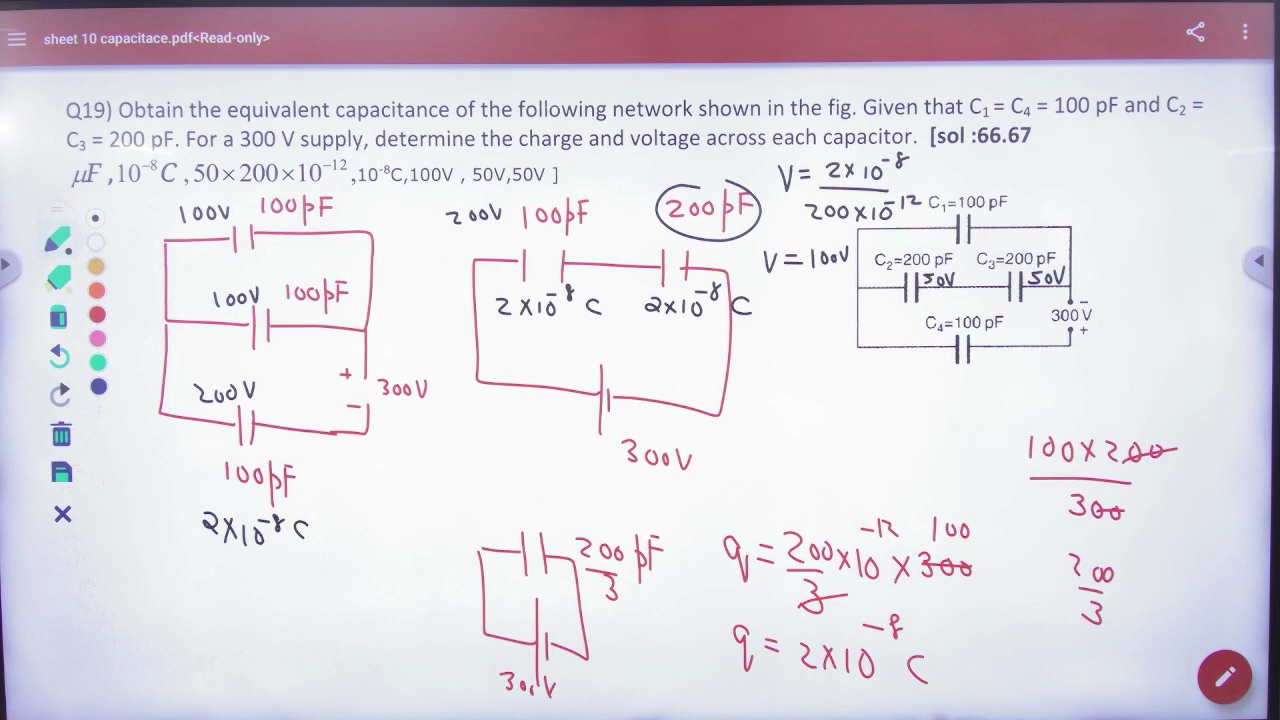 sheet 10 capacitace.pdf<Read-only>
Q19) Obtain the equivalent capacitance of the following network shown in the fig. Given that C₁ = C₄ = 100 pF and C₂ =
C₃ = 200 pF. For a 300 V supply, determine the charge and voltage across each capacitor. [sol :66.67
μF ,10⁻⁸ C ,50×200×10⁻¹² ,10⁻⁸C,100V , 50V,50V ]
100V 100pF
100V 100pF
200V
+
300V
−
100pF
2×10⁻⁸ C
200V 100pF 200pF
2×10⁻⁸ C 2×10⁻⁸ C
300V
V = 2×10⁻⁸
200×10⁻¹²
V = 100V
C₁=100 pF
C₂=200 pF C₃=200 pF
50V 50V
C₄=100 pF
−
300 V
+
200 pF
3
300V
q = 200 × 10⁻¹² × 300 100
3
q = 2×10⁻⁸ C
100×200
300
200
3